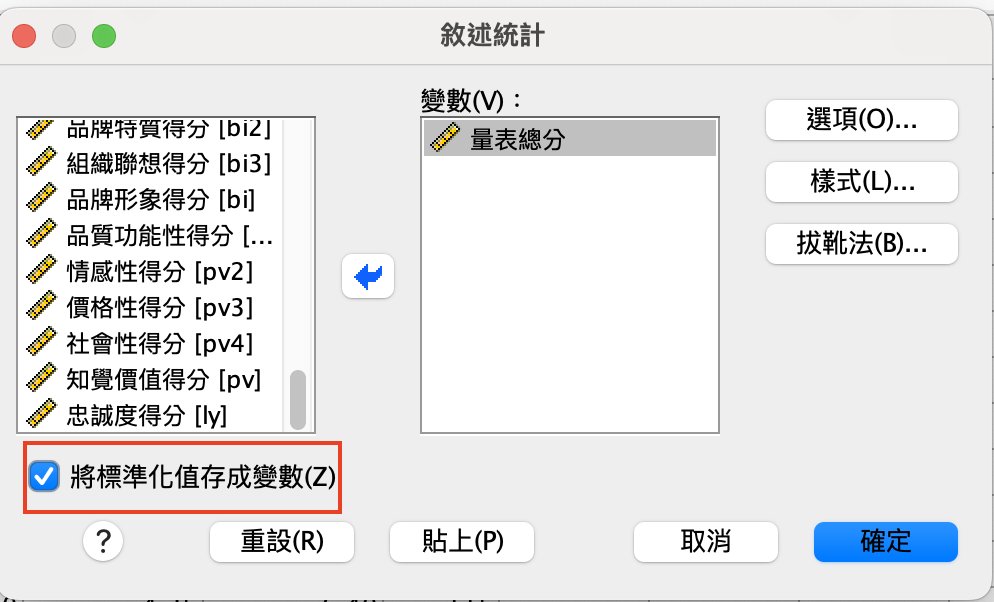 敘述統計
變數(V)：
品牌特質得分 [bi2]
組織聯想得分 [bi3]
品牌形象得分 [bi]
品質功能性得分 [...
情感性得分 [pv2]
價格性得分 [pv3]
社會性得分 [pv4]
知覺價值得分 [pv]
忠誠度得分 [ly]
量表總分
選項(O)...
樣式(L)...
拔靴法(B)...
將標準化值存成變數(Z)
?
重設(R)
貼上(P)
取消
確定